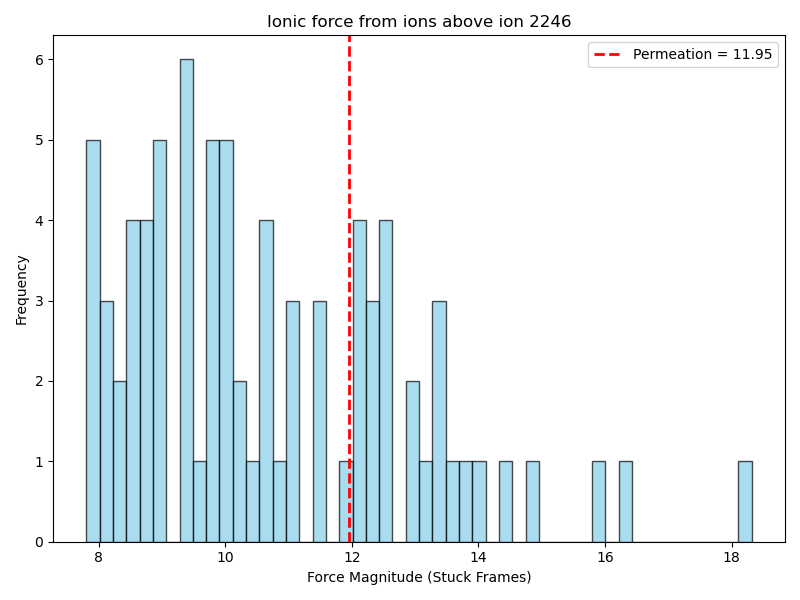 Ionic force from ions above ion 2246
Permeation = 11.95
Frequency
6
5
4
3
2
1
0
8 10 12 14 16 18
Force Magnitude (Stuck Frames)